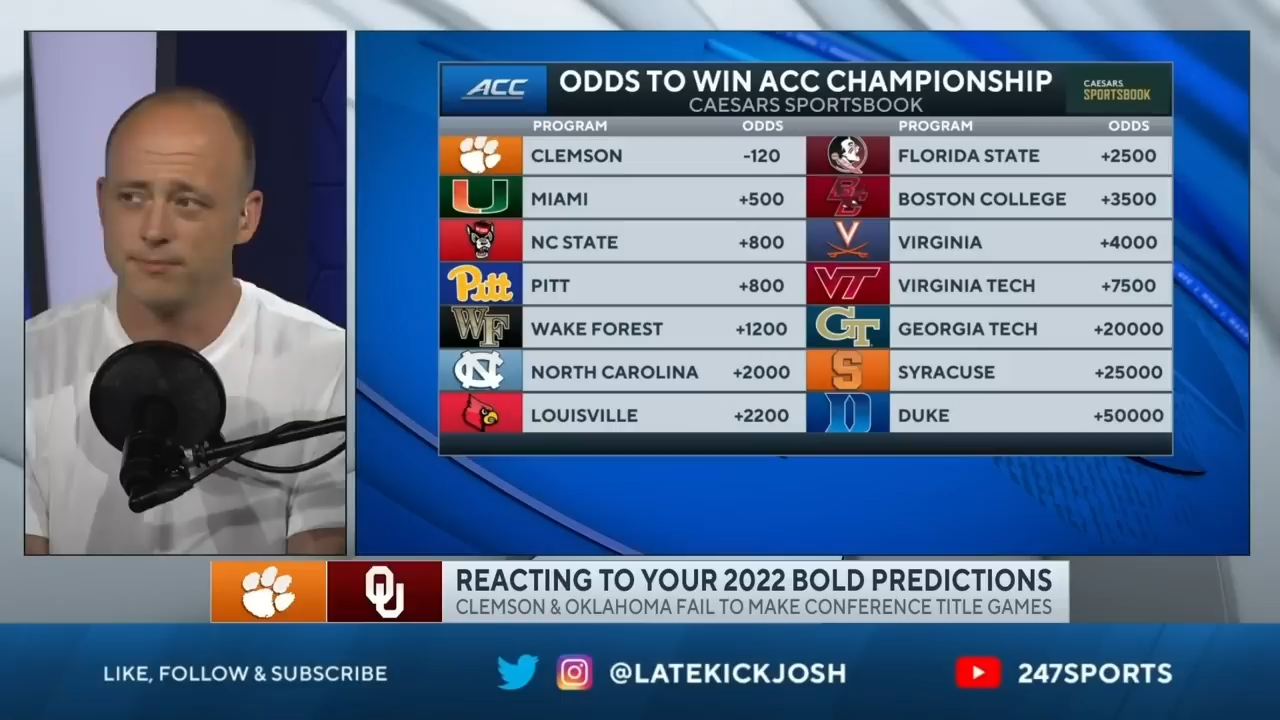 ACC
ODDS TO WIN ACC CHAMPIONSHIP
CAESARS SPORTSBOOK
CAESARS
SPORTSBOOK
PROGRAM ODDS PROGRAM ODDS
CLEMSON -120 FLORIDA STATE +2500
U MIAMI +500 BC BOSTON COLLEGE +3500
NC STATE +800 V VIRGINIA +4000
Pitt PITT +800 VT VIRGINIA TECH +7500
WF WAKE FOREST +1200 GT GEORGIA TECH +20000
NC NORTH CAROLINA +2000 S SYRACUSE +25000
LOUISVILLE +2200 D DUKE +50000
OU
REACTING TO YOUR 2022 BOLD PREDICTIONS
CLEMSON & OKLAHOMA FAIL TO MAKE CONFERENCE TITLE GAMES
LIKE, FOLLOW & SUBSCRIBE @LATEKICKJOSH 247SPORTS